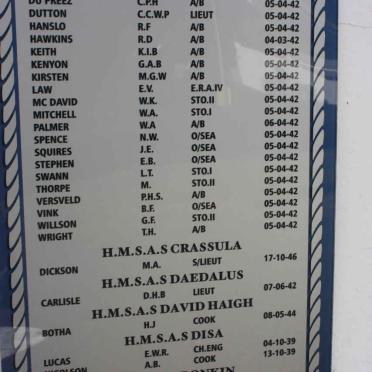 DU PREEZ C.P.H A/B 05-04-42
DUTTON C.C.W.P LIEUT 05-04-42
HANSLO R.F A/B 05-04-42
HAWKINS R.D A/B 04-03-42
KEITH K.I.B A/B 05-04-42
KENYON G.A.B A/B 05-04-42
KIRSTEN M.G.W A/B 05-04-42
LAW E.V. E.R.A.IV 05-04-42
MC DAVID W.K. STO.II 05-04-42
MITCHELL W.A. STO.I 05-04-42
PALMER W.A A/B 06-04-42
SPENCE N.W. O/SEA 05-04-42
SQUIRES J.E. O/SEA 05-04-42
STEPHEN E.B. O/SEA 05-04-42
SWANN L.T. STO.I 05-04-42
THORPE M. STO.II 05-04-42
VERSVELD P.H.S. A/B 05-04-42
VINK B.F. O/SEA 05-04-42
WILLSON G.F. STO.II 05-04-42
WRIGHT T.H. A/B 05-04-42
H.M.S.A.S CRASSULA
DICKSON M.A. S/LIEUT 17-10-46
H.M.S.A.S DAEDALUS
CARLISLE D.H.B LIEUT 07-06-42
H.M.S.A.S DAVID HAIGH
BOTHA H.J COOK 08-05-44
H.M.S.A.S DISA
LUCAS E.W.R. CH.ENG 04-10-39
NICOLSON A.B. COOK 13-10-39